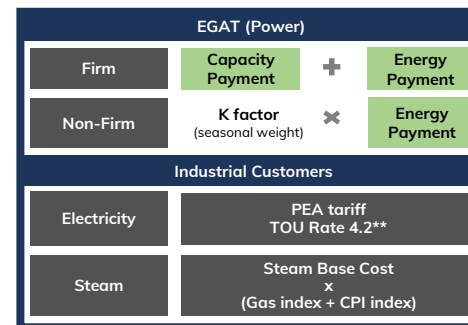 EGAT (Power)
Firm
Capacity
Payment
+
Energy
Payment
Non-Firm
K factor
(seasonal weight)
×
Energy
Payment
Industrial Customers
Electricity
PEA tariff
TOU Rate 4.2**
Steam
Steam Base Cost
x
(Gas index + CPI index)